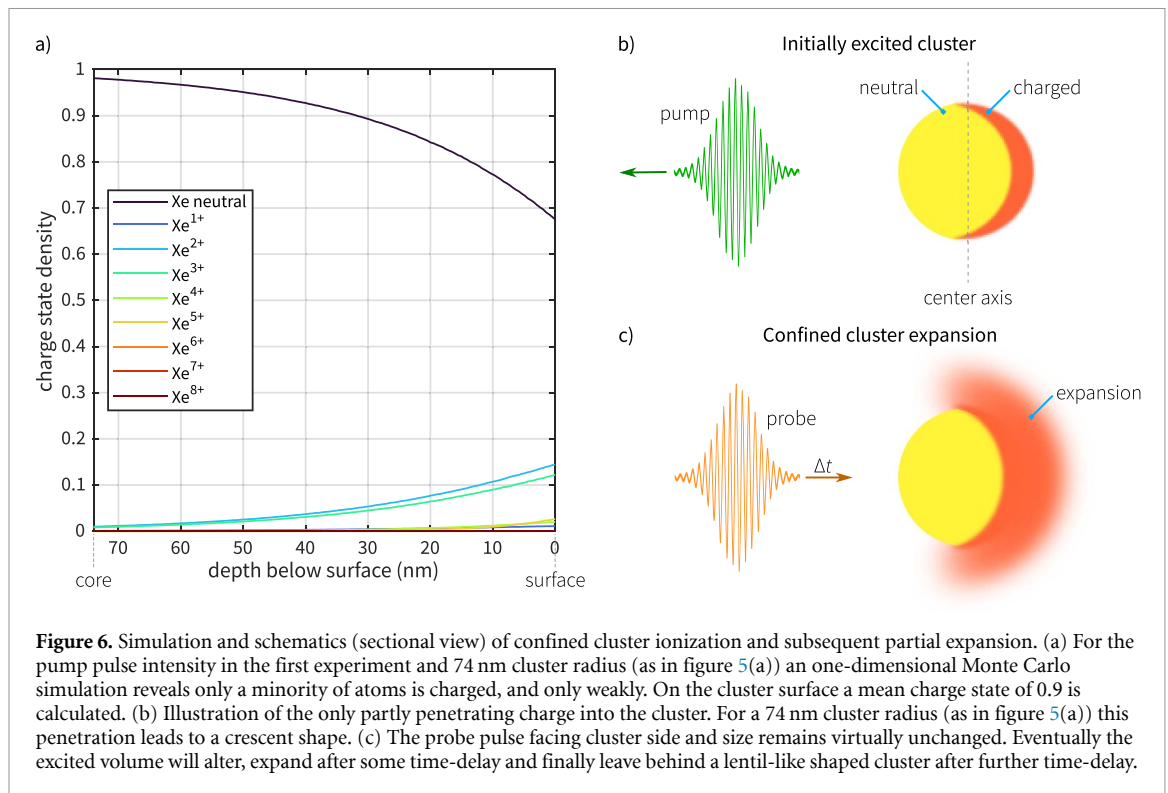 a)
1
0.9
0.8
0.7
0.6
0.5
0.4
0.3
0.2
0.1
0
charge state density
Xe neutral
Xe1+
Xe2+
Xe3+
Xe4+
Xe5+
Xe6+
Xe7+
Xe8+
70 60 50 40 30 20 10 0
depth below surface (nm)
core
surface
b)
Initially excited cluster
pump
neutral
charged
center axis
c)
Confined cluster expansion
probe
Δt
expansion
Figure 6. Simulation and schematics (sectional view) of confined cluster ionization and subsequent partial expansion. (a) For the
pump pulse intensity in the first experiment and 74 nm cluster radius (as in figure 5(a)) an one-dimensional Monte Carlo
simulation reveals only a minority of atoms is charged, and only weakly. On the cluster surface a mean charge state of 0.9 is
calculated. (b) Illustration of the only partly penetrating charge into the cluster. For a 74 nm cluster radius (as in figure 5(a)) this
penetration leads to a crescent shape. (c) The probe pulse facing cluster side and size remains virtually unchanged. Eventually the
excited volume will alter, expand after some time-delay and finally leave behind a lentil-like shaped cluster after further time-delay.